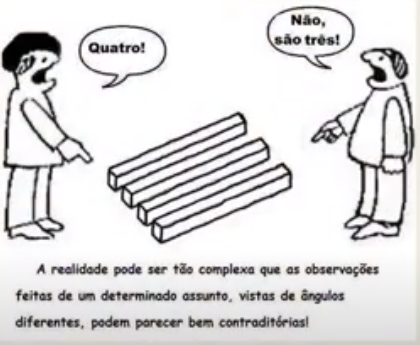 Quatro!
Não,
são três!
A realidade pode ser tão complexa que as observações
feitas de um determinado assunto, vistas de ângulos
diferentes, podem parecer bem contraditórias!